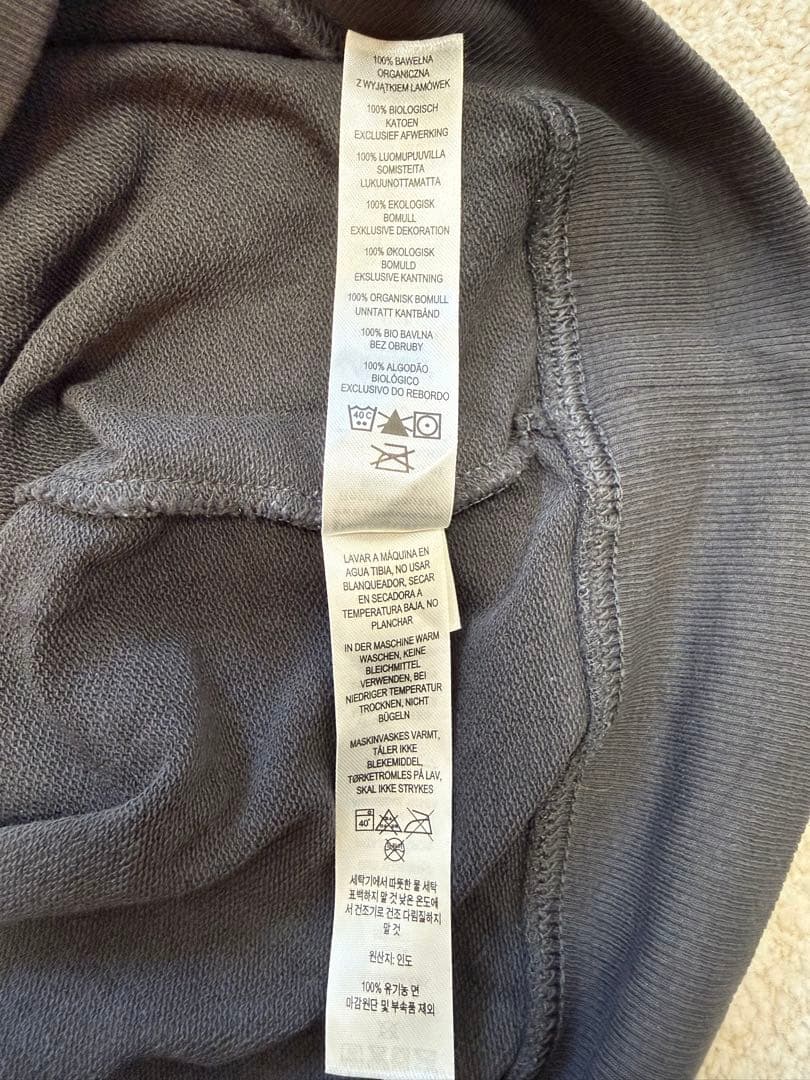 100% BAWEŁNA
ORGANICZNA
Z WYJĄTKIEM LAMÓWEK
100% BIOLOGISCH
KATOEN
EXCLUSIEF AFWERKING
100% LUOMUPUUVILLA
SOMISTEITA
LUKUUNOTTAMATTA
100% EKOLOGISK
BOMULL
EXKLUSIVE DEKORATION
100% ØKOLOGISK
BOMULD
EKSLUSIVE KANTNING
100% ORGANISK BOMULL
UNNTATT KANTBÅND
100% BIO BAVLNA
BEZ OBRUBY
100% ALGODÃO
BIOLÓGICO
EXCLUSIVO DO REBORDO
40 C
LAVAR A MÁQUINA EN
AGUA TIBIA, NO USAR
BLANQUEADOR, SECAR
EN SECADORA A
TEMPERATURA BAJA, NO
PLANCHAR
IN DER MASCHINE WARM
WASCHEN, KEINE
BLEICHMITTEL
VERWENDEN, BEI
NIEDRIGER TEMPERATUR
TROCKNEN, NICHT
BÜGELN
MASKINVASKES VARMT,
TÅLER IKKE
BLEKEMIDDEL,
TØRKETROMLES PÅ LAV,
SKAL IKKE STRYKES
40°
세탁기에서 따뜻한 물 세탁
표백하지 말 것 낮은 온도에
서 건조기로 건조 다림질하지
말 것
원산지: 인도
100% 유기농 면
마감원단 및 부속품 제외